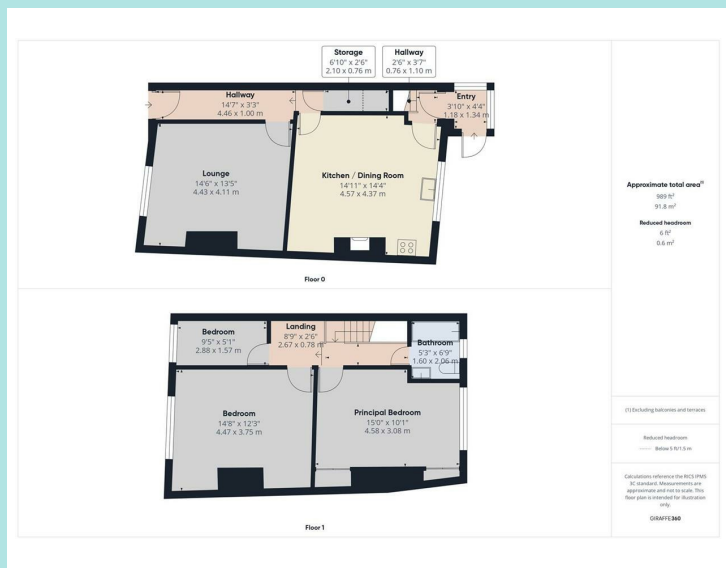 Storage
6'10" x 2'6"
2.10 x 0.76 m
Hallway
2'6" x 3'7"
0.76 x 1.10 m
Hallway
14'7" x 3'3"
4.46 x 1.00 m
Entry
3'10" x 4'4"
1.18 x 1.34 m
Lounge
14'6" x 13'5"
4.43 x 4.11 m
Kitchen / Dining Room
14'11" x 14'4"
4.57 x 4.37 m
Floor 0
Bedroom
9'5" x 5'1"
2.88 x 1.57 m
Landing
8'9" x 2'6"
2.67 x 0.78 m
Bathroom
5'3" x 6'9"
1.60 x 2.06 m
Bedroom
14'8" x 12'3"
4.47 x 3.75 m
Principal Bedroom
15'0" x 10'1"
4.58 x 3.08 m
Floor 1
Approximate total area(1)
989 ft²
91.8 m²
Reduced headroom
6 ft²
0.6 m²
(1) Excluding balconies and terraces
Reduced headroom
Below 5 ft/1.5 m
Calculations reference the RICS IPMS
3C standard. Measurements are
approximate and not to scale. This
floor plan is intended for illustration
only.
GIRAFFE360